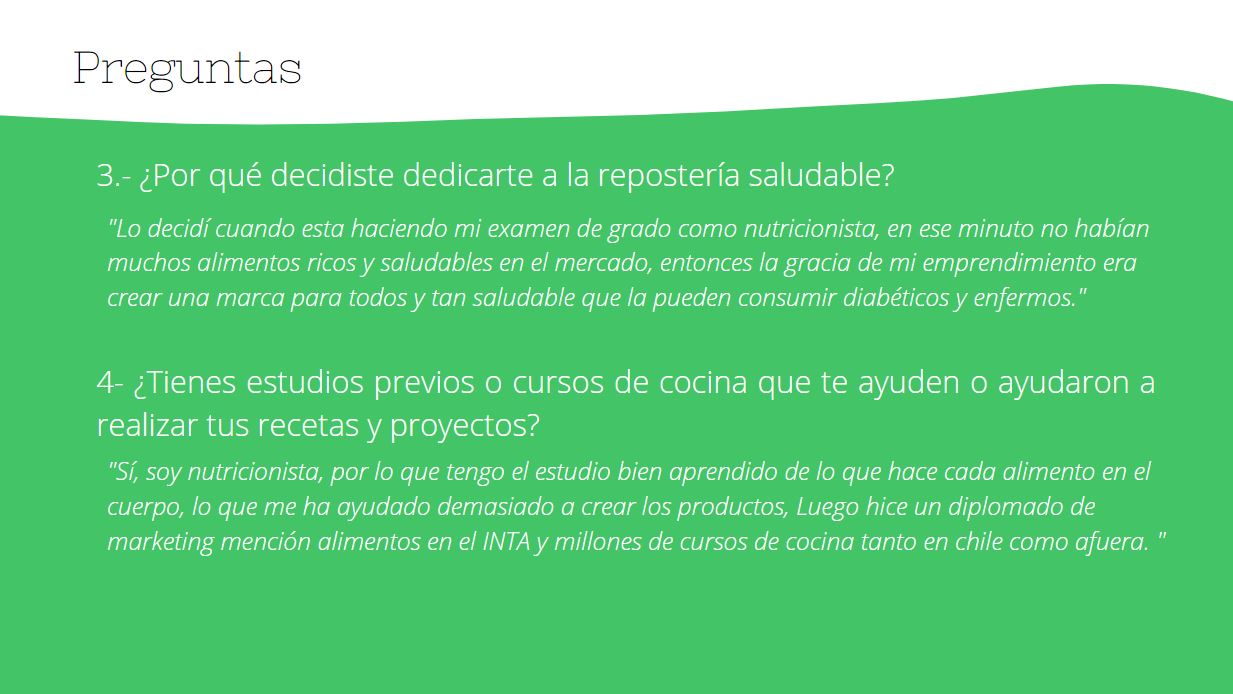 Preguntas
3.- ¿Por qué decidiste dedicarte a la repostería saludable?
"Lo decidí cuando esta haciendo mi examen de grado como nutricionista, en ese minuto no habían
muchos alimentos ricos y saludables en el mercado, entonces la gracia de mi emprendimiento era
crear una marca para todos y tan saludable que la pueden consumir diabéticos y enfermos."
4- ¿Tienes estudios previos o cursos de cocina que te ayuden o ayudaron a
realizar tus recetas y proyectos?
"Sí, soy nutricionista, por lo que tengo el estudio bien aprendido de lo que hace cada alimento en el
cuerpo, lo que me ha ayudado demasiado a crear los productos, Luego hice un diplomado de
marketing mención alimentos en el INTA y millones de cursos de cocina tanto en chile como afuera. "